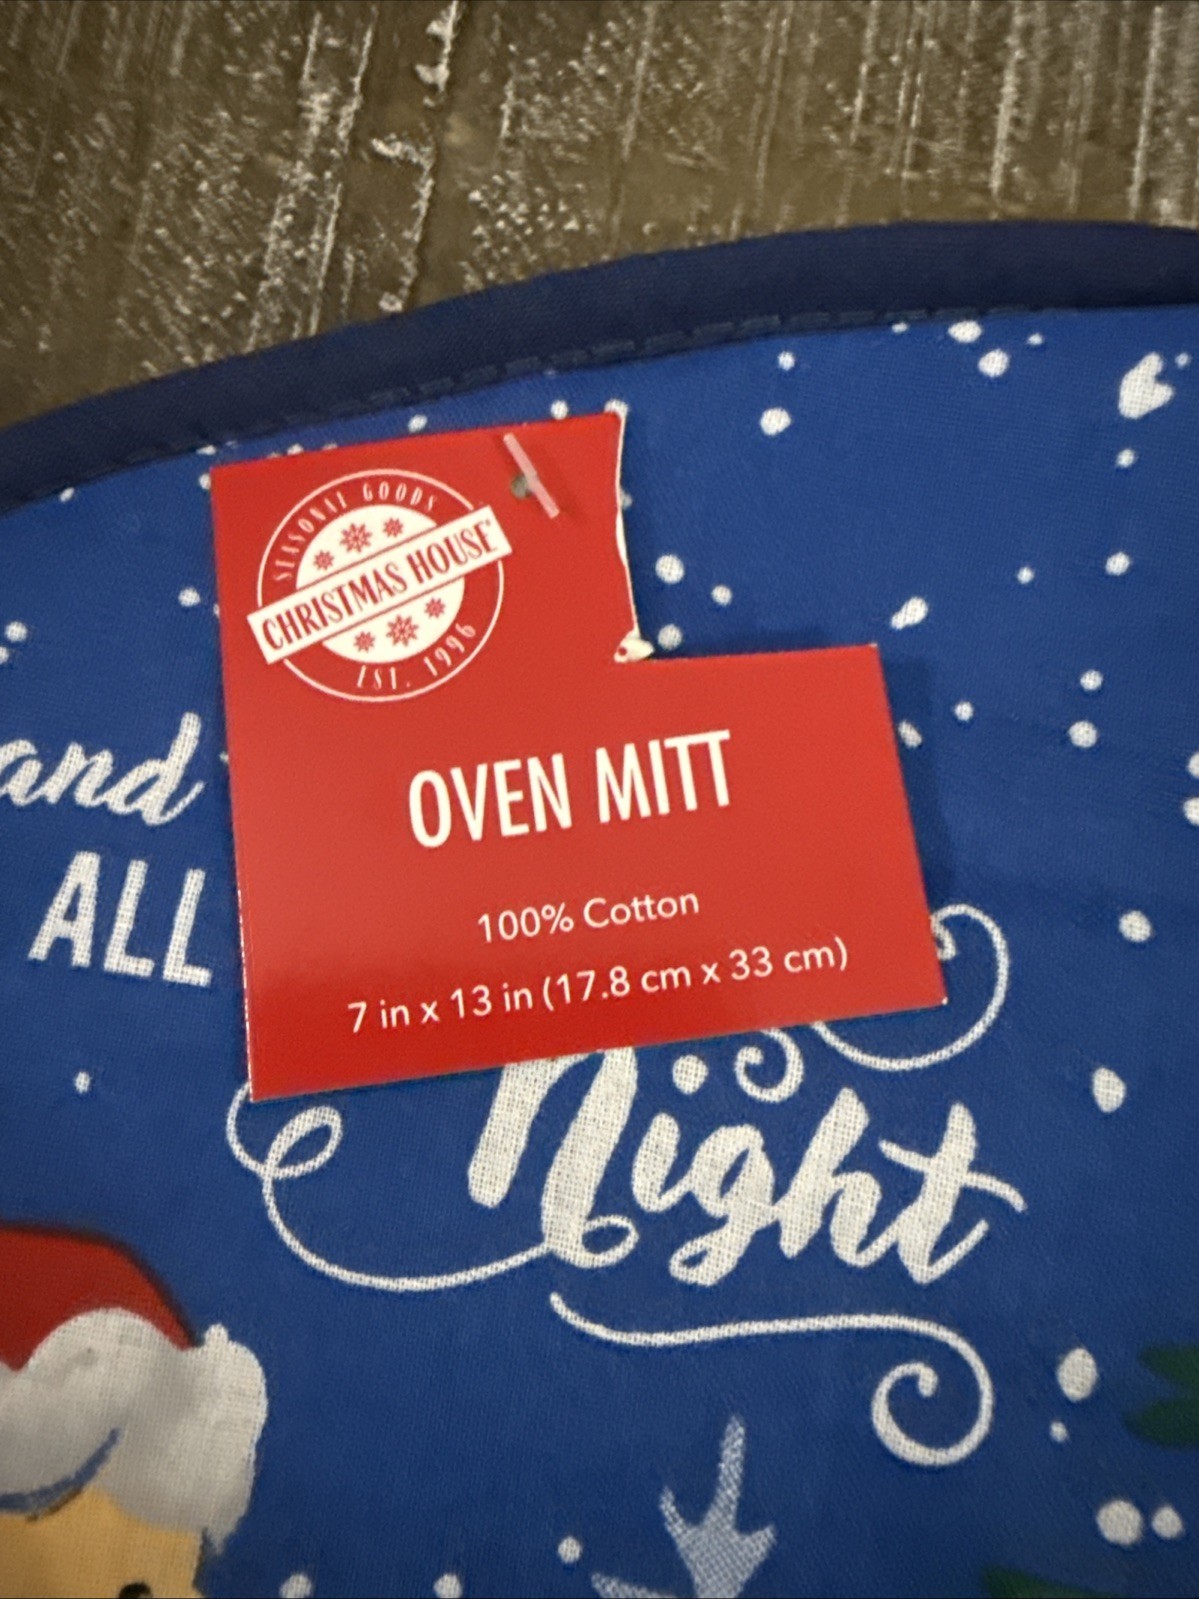 SEASONAL GOODS
CHRISTMAS HOUSE
EST. 1996
OVEN MITT
100% Cotton
7 in x 13 in (17.8 cm x 33 cm)
and
ALL
Night